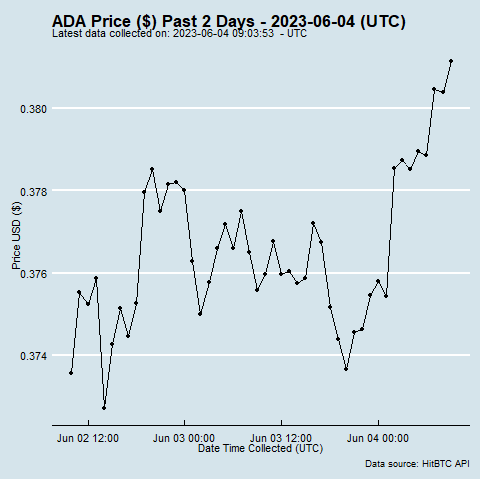 ADA Price ($) Past 2 Days - 2023-06-04 (UTC)
Latest data collected on: 2023-06-04 09:03:53  - UTC
0.380
0.378
0.376
0.374
Price USD ($)
Jun 02 12:00 Jun 03 00:00 Jun 03 12:00 Jun 04 00:00
Date Time Collected (UTC)
Data source: HitBTC API